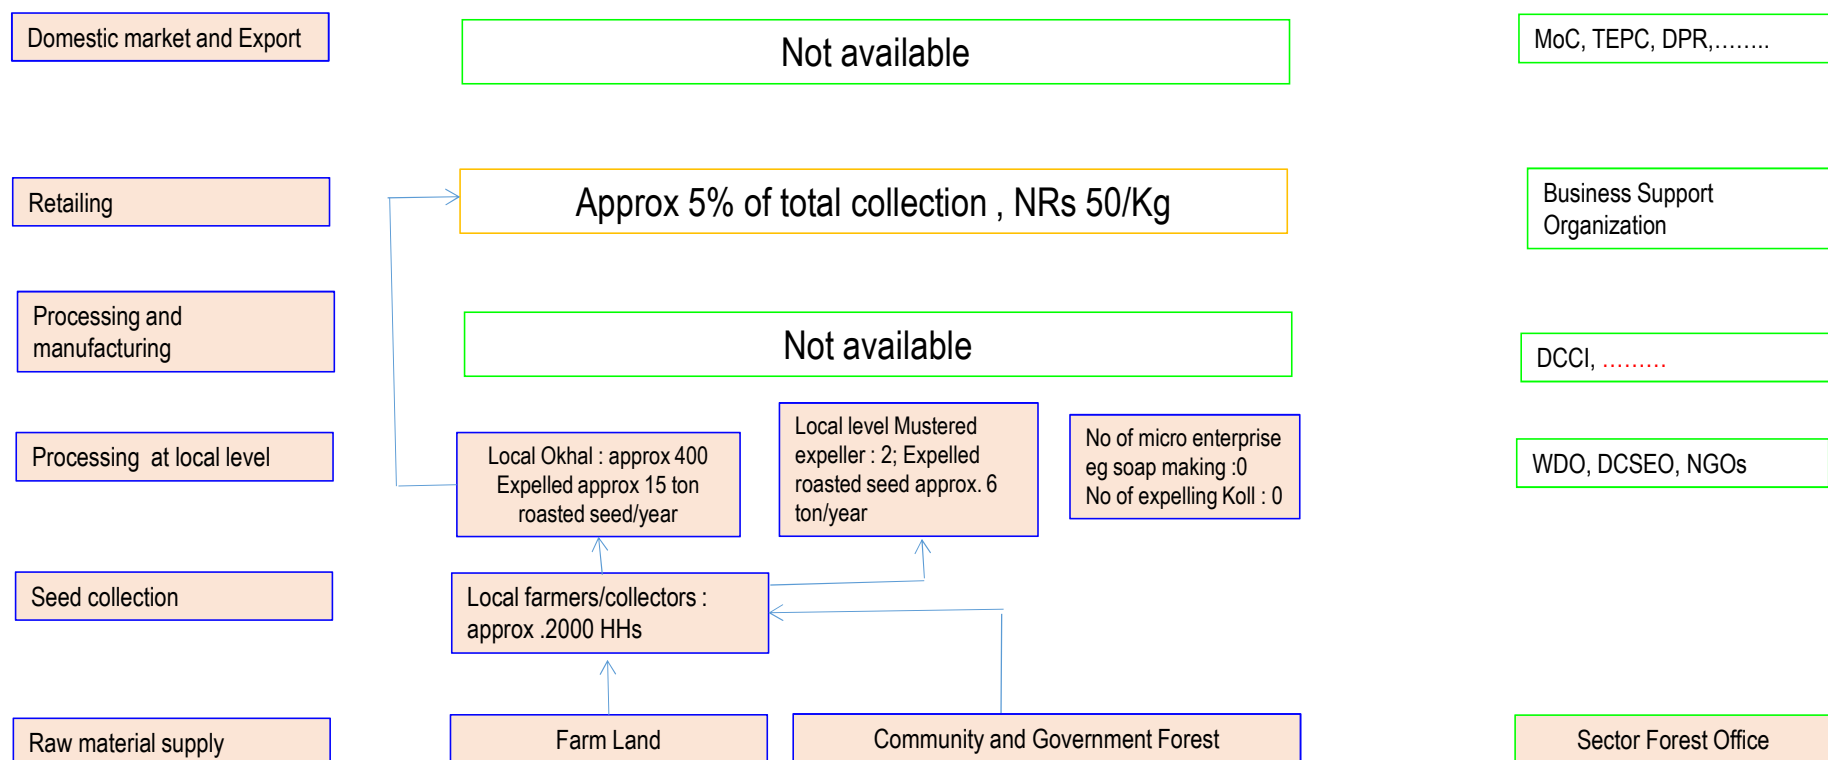 Domestic market and Export
Not available
MoC, TEPC, DPR,........
Retailing
Approx 5% of total collection , NRs 50/Kg
Business Support
Organization
Processing and
manufacturing
Not available
DCCI, .........
Processing at local level
Local Okhal : approx 400
Expelled approx 15 ton
roasted seed/year
Local level Mustered
expeller : 2; Expelled
roasted seed approx. 6
ton/year
No of micro enterprise
eg soap making :0
No of expelling Koll : 0
WDO, DCSEO, NGOs
Seed collection
Local farmers/collectors :
approx .2000 HHs
Raw material supply
Farm Land
Community and Government Forest
Sector Forest Office